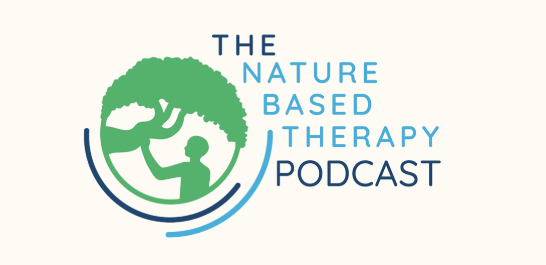 THE
NATURE
BASED
THERAPY
PODCAST